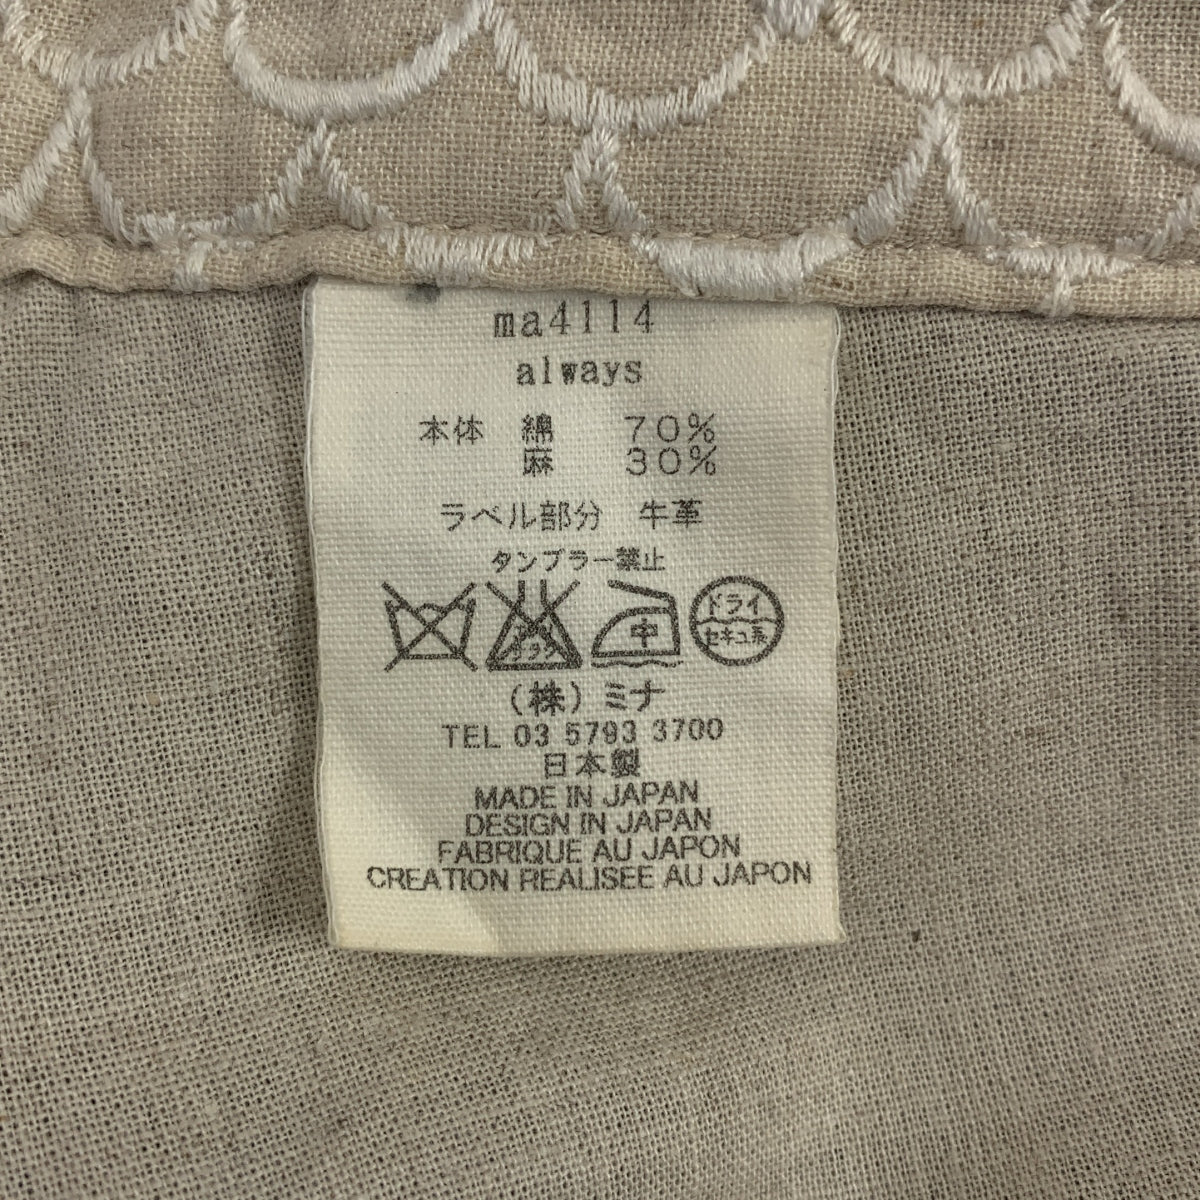 ma4114
always
本体 綿 70%
麻 30%
ラベル部分 牛革
タンブラー禁止
中
ドライ
セキユ系
(株)ミナ
TEL 03 5793 3700
日本製
MADE IN JAPAN
DESIGN IN JAPAN
FABRIQUE AU JAPON
CREATION REALISEE AU JAPON